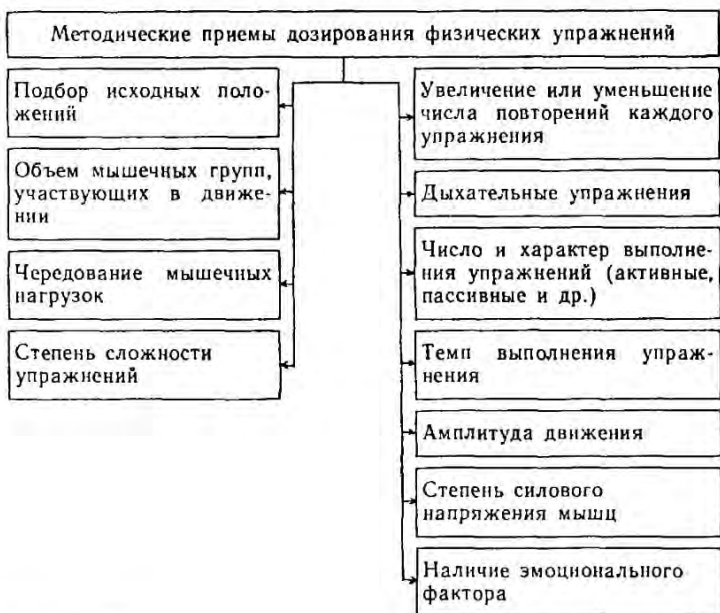 Методические приемы дозирования физических упражнений
Подбор исходных поло-
жений
Объем мышечных групп,
участвующих в движе-
нии
Чередование мышечных
нагрузок
Степень сложности
упражнений
Увеличение или уменьшение
числа повторений каждого
упражнения
Дыхательные упражнения
Число и характер выполне-
ния упражнений (активные,
пассивные и др.)
Темп выполнения упраж-
нения
Амплитуда движения
Степень силового
напряжения мышц
Наличие эмоционального
фактора